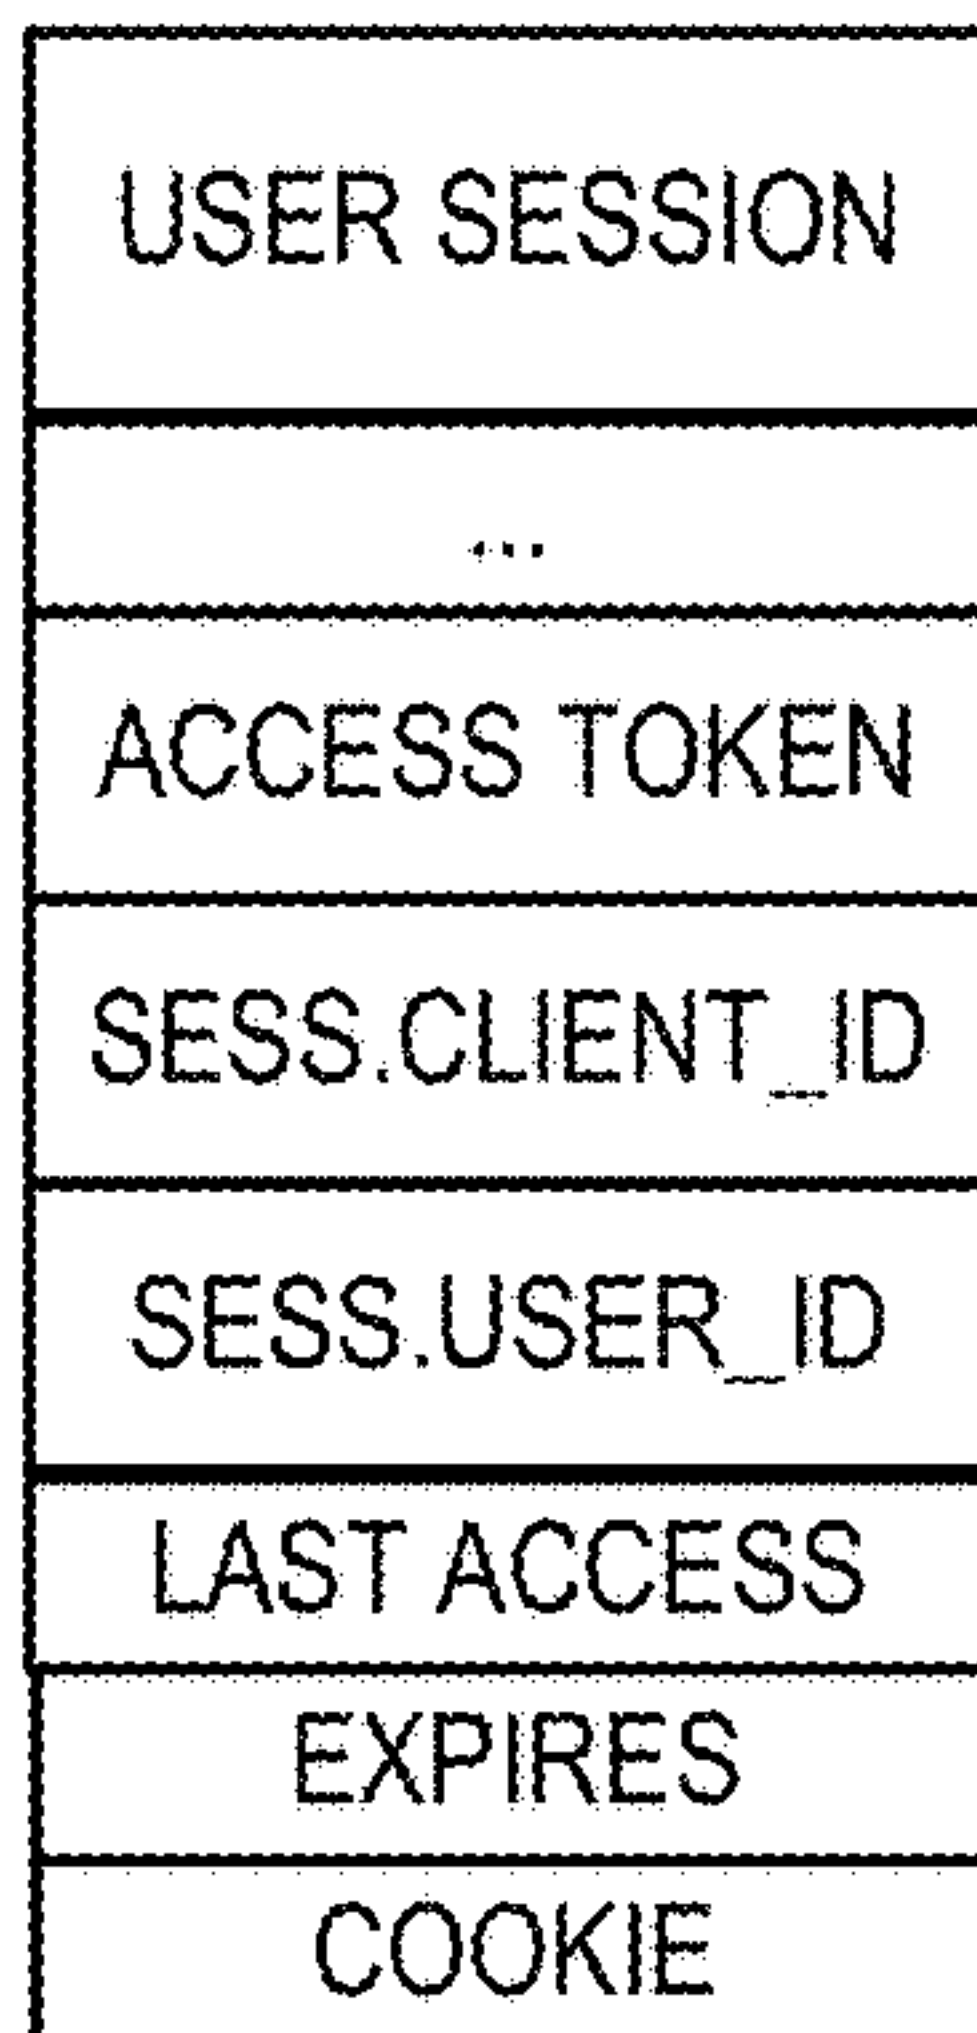 USER SESSION
...
ACCESS TOKEN
SESS.CLIENT_ID
SESS.USER_ID
LAST ACCESS
EXPIRES
COOKIE